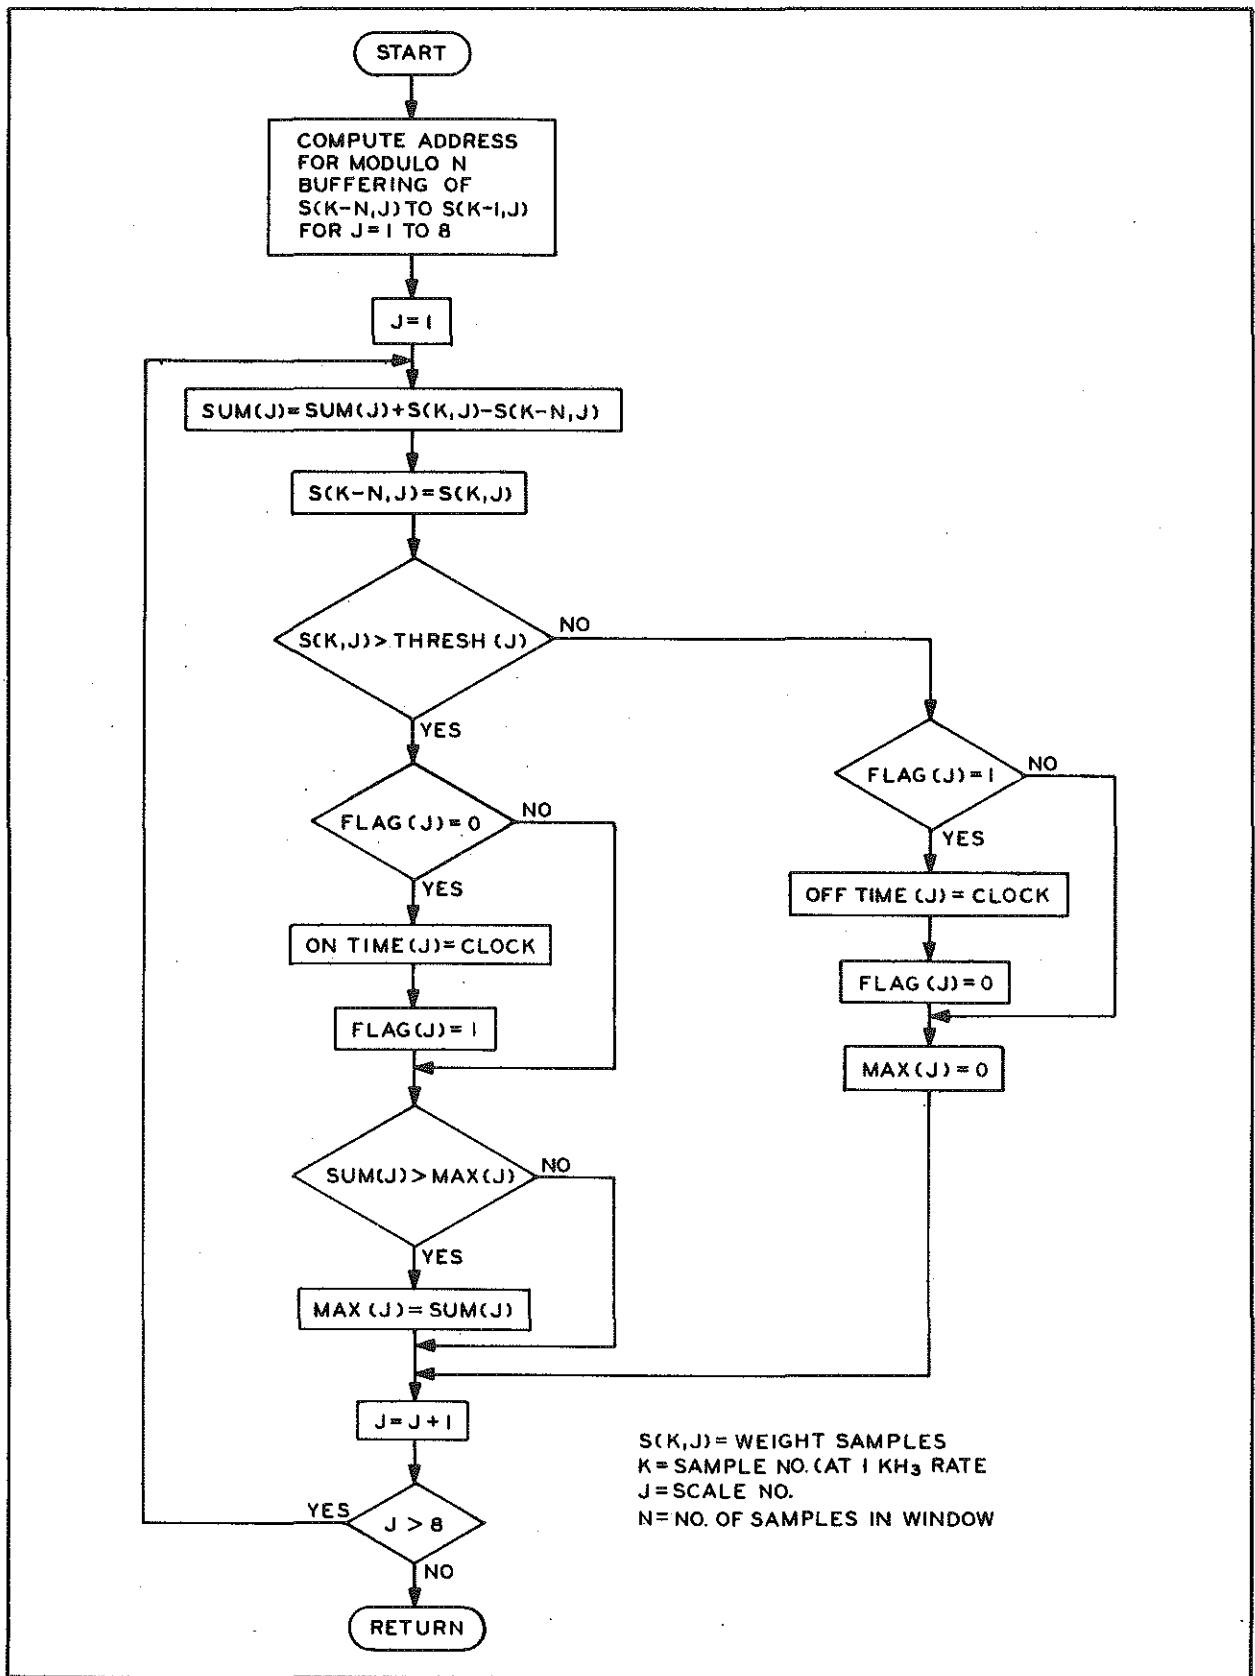 START
COMPUTE ADDRESS
FOR MODULO N
BUFFERING OF
S(K-N,J) TO S(K-1,J)
FOR J=1 TO 8
J=1
SUM(J)=SUM(J)+S(K,J)-S(K-N,J)
S(K-N,J)=S(K,J)
S(K,J)>THRESH(J)
NO
YES
FLAG(J)=1
NO
YES
FLAG(J)=0
NO
YES
OFF TIME(J)=CLOCK
ON TIME(J)=CLOCK
FLAG(J)=0
FLAG(J)=1
MAX(J)=0
SUM(J)>MAX(J)
NO
YES
MAX(J)=SUM(J)
J=J+1
S(K,J)=WEIGHT SAMPLES
K=SAMPLE NO.(AT 1 KH3 RATE
J=SCALE NO.
N=NO. OF SAMPLES IN WINDOW
YES
J>8
NO
RETURN